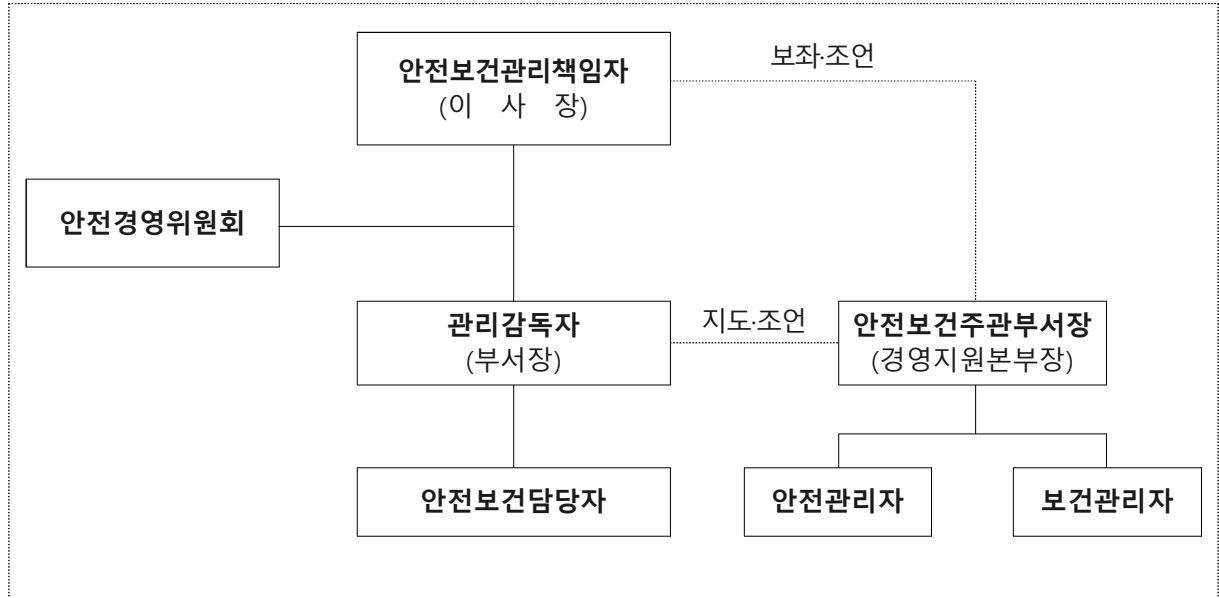 안전보건관리책임자
(이 사 장)
보좌·조언
안전경영위원회
관리감독자
(부서장)
지도·조언
안전보건주관부서장
(경영지원본부장)
안전보건담당자
안전관리자
보건관리자